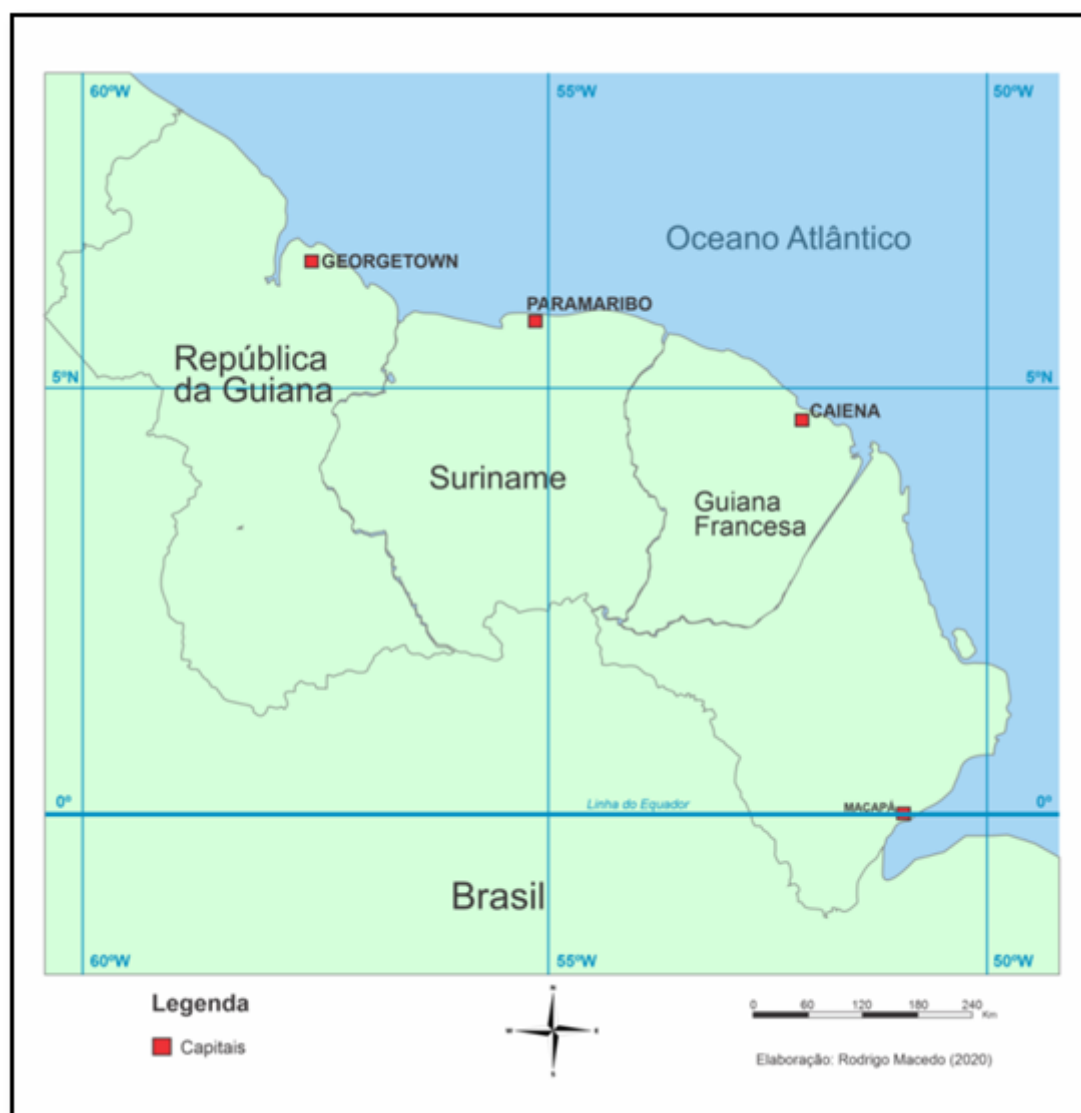 60ºW
55ºW
50ºW
Oceano Atlântico
GEORGETOWN
PARAMARIBO
República
da Guiana
5ºN
5ºN
CAIENA
Suriname
Guiana
Francesa
0º
Linha do Equador
MACAPÁ
0º
Brasil
60ºW
55ºW
50ºW
Legenda
Capitais
N
W
E
S
0 60 120 180 240
Km
Elaboração: Rodrigo Macedo (2020)